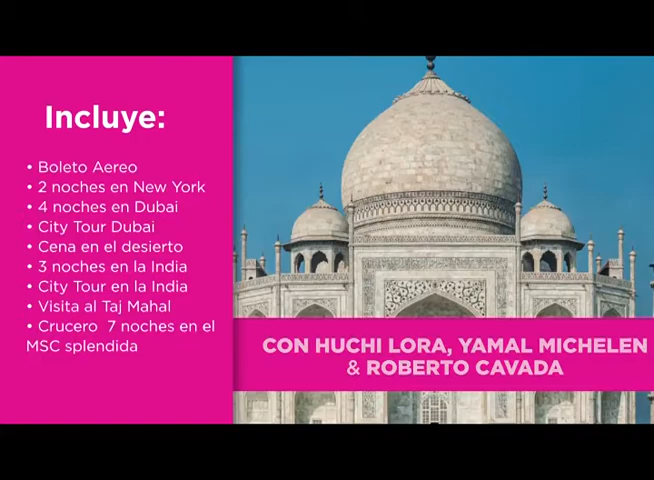 Incluye:
• Boleto Aereo
• 2 noches en New York
• 4 noches en Dubai
• City Tour Dubai
• Cena en el desierto
• 3 noches en la India
• City Tour en la India
• Visita al Taj Mahal
• Crucero 7 noches en el
MSC splendida
CON HUCHI LORA, YAMAL MICHELEN
& ROBERTO CAVADA